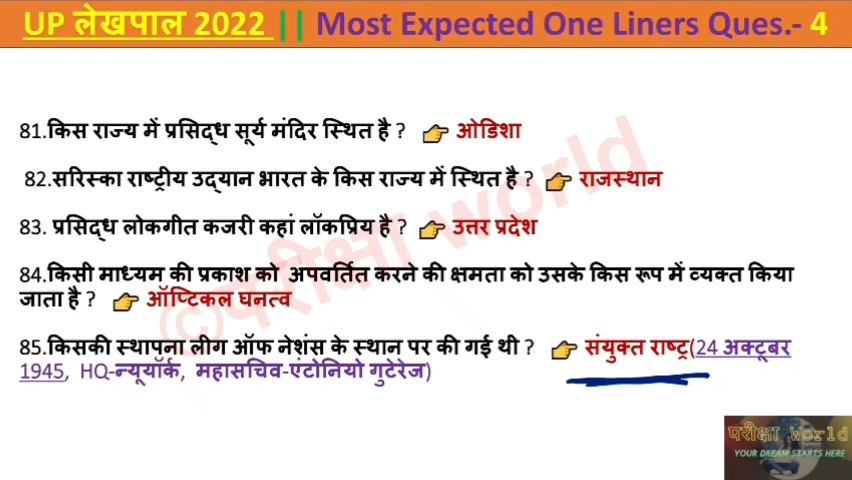 UP लेखपाल 2022 || Most Expected One Liners Ques.- 4
81.किस राज्य में प्रसिद्ध सूर्य मंदिर स्थित है ? 👉 ओडिशा
82.सरिस्का राष्ट्रीय उद्यान भारत के किस राज्य में स्थित है ? 👉 राजस्थान
83. प्रसिद्ध लोकगीत कजरी कहां लॉकप्रिय है ? 👉 उत्तर प्रदेश
84.किसी माध्यम की प्रकाश को अपवर्तित करने की क्षमता को उसके किस रूप में व्यक्त किया
जाता है ? 👉 ऑप्टिकल घनत्व
85.किसकी स्थापना लीग ऑफ नेशंस के स्थान पर की गई थी ? 👉 संयुक्त राष्ट्र(24 अक्टूबर
1945, HQ-न्यूयॉर्क, महासचिव-एंटोनियो गुटेरेज)
©परीक्षा world
परीक्षा World
YOUR DREAM STARTS HERE